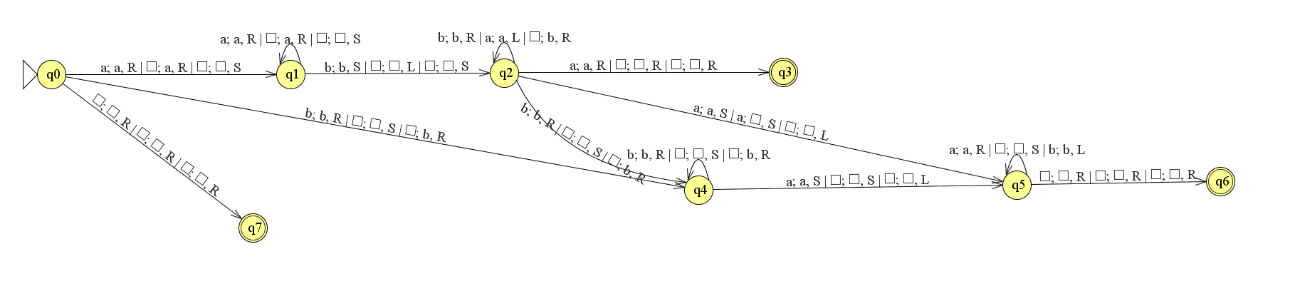 a; a, R | □; a, R | □; □, S
b; b, R | a; a, L | □; b, R
q0
a; a, R | □; a, R | □; □, S
q1
b; b, S | □; □, L | □; □, S
q2
a; a, R | □; □, R | □; □, R
q3
□; □, R | □; □, R | □; □, R
b; b, R | □; □, S | □; b, R
b; b, R | □; □, S | □; b, R
a; a, S | a; □, S | □; □, L
b; b, R | □; □, S | □; b, R
a; a, R | □; □, S | b; b, L
q4
a; a, S | □; □, S | □; □, L
q5
□; □, R | □; □, R | □; □, R
q6
q7